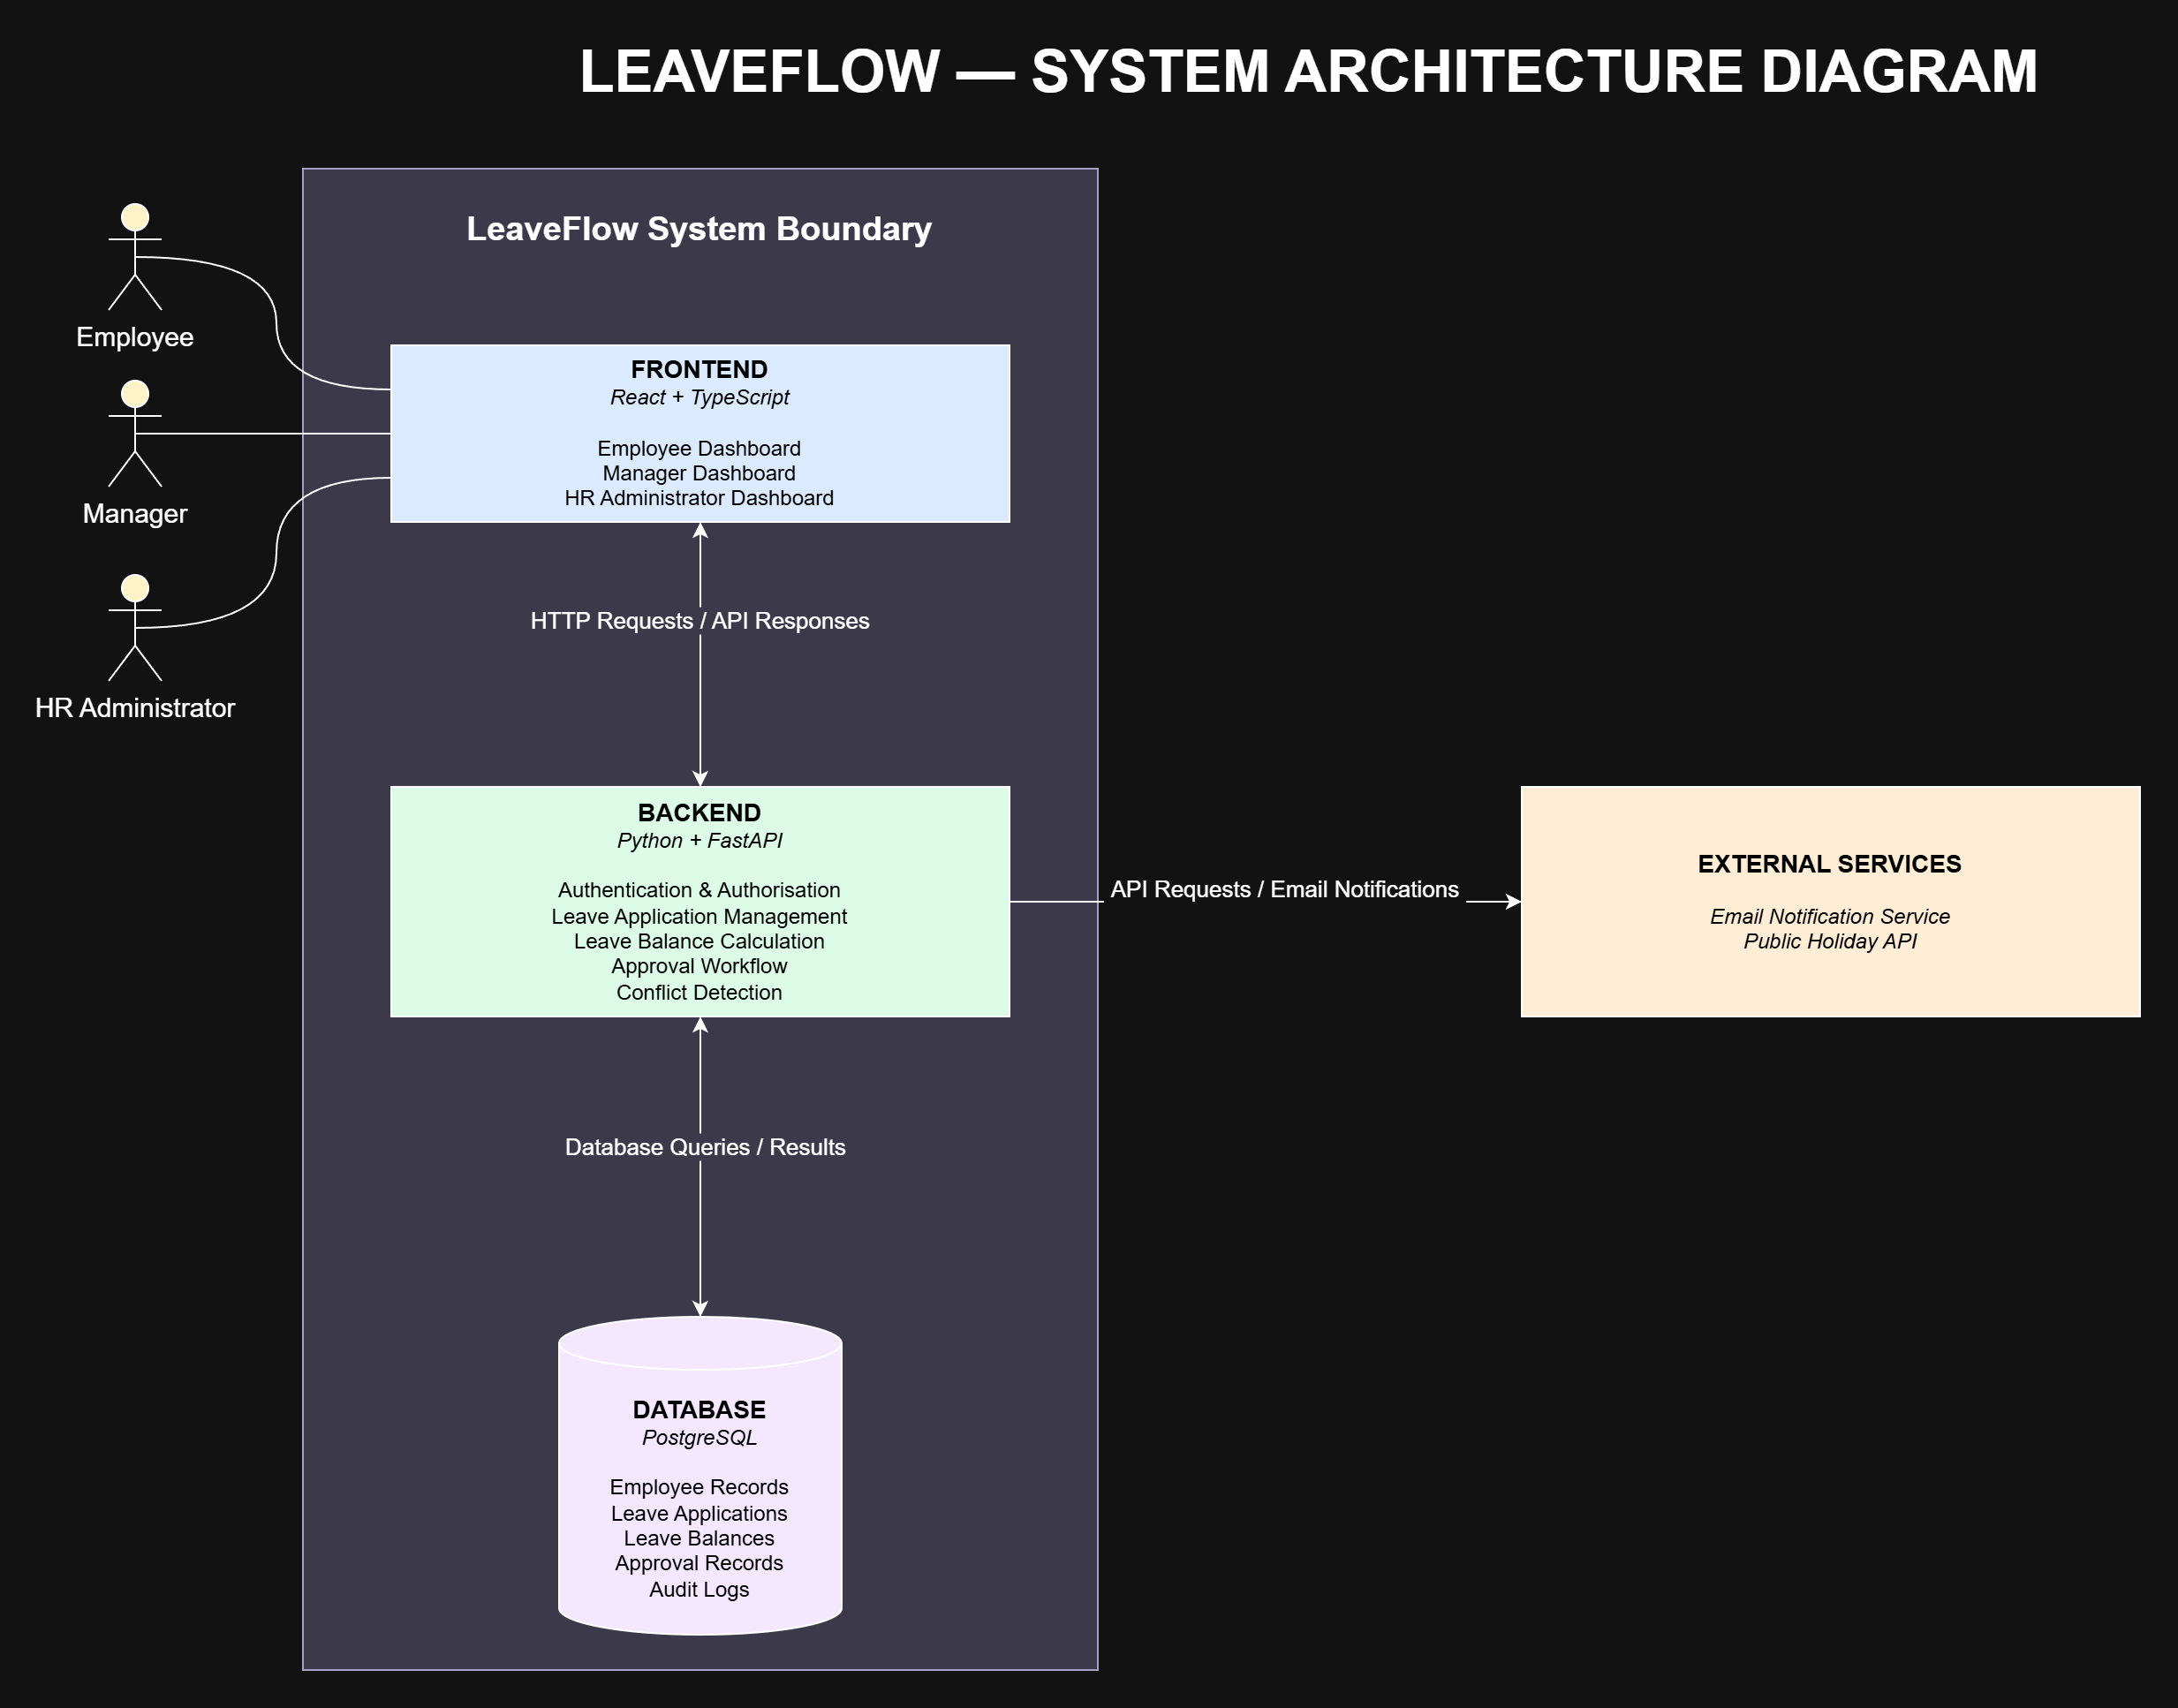 LEAVEFLOW — SYSTEM ARCHITECTURE DIAGRAM
LeaveFlow System Boundary
Employee
Manager
HR Administrator
FRONTEND
React + TypeScript
Employee Dashboard
Manager Dashboard
HR Administrator Dashboard
HTTP Requests / API Responses
BACKEND
Python + FastAPI
Authentication & Authorisation
Leave Application Management
Leave Balance Calculation
Approval Workflow
Conflict Detection
API Requests / Email Notifications
EXTERNAL SERVICES
Email Notification Service
Public Holiday API
Database Queries / Results
DATABASE
PostgreSQL
Employee Records
Leave Applications
Leave Balances
Approval Records
Audit Logs